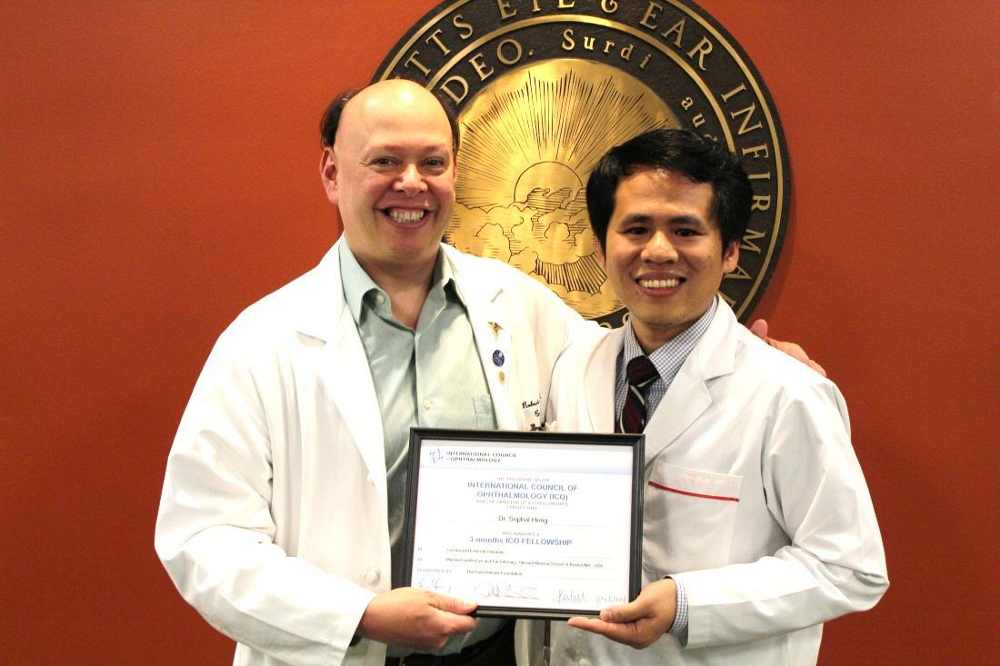 TTS EYE & EAR INFIRMA
DEO. Surdi aud
INTERNATIONAL COUNCIL
OF OPHTHALMOLOGY
THE PRESIDENT OF THE
INTERNATIONAL COUNCIL OF
OPHTHALMOLOGY (ICO)
AND THE DIRECTOR OF ICO FELLOWSHIPS
CERTIFY THAT
Dr. Sophal Heng
WAS AWARDED A
3-months ICO FELLOWSHIP
IN Cornea and External Diseases
AT Massachusetts Eye and Ear Infirmary, Harvard Medical School in Boston/MA, USA
SPONSORED BY The Fred Hollows Foundation